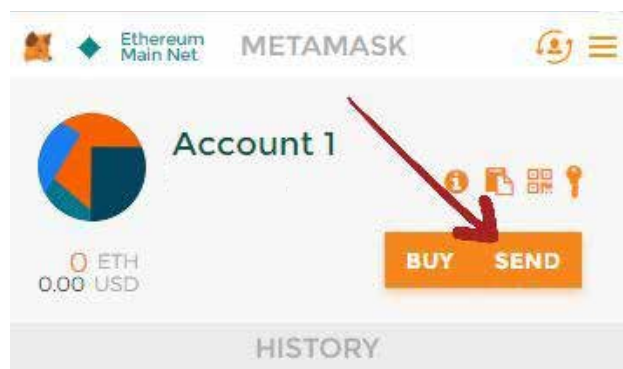 Ethereum
Main Net
METAMASK
Account 1
0 ETH
0.00 USD
BUY SEND
HISTORY